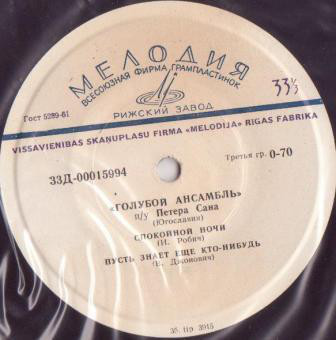 МЕЛОДИЯ
ВСЕСОЮЗНАЯ ФИРМА ГРАМПЛАСТИНОК
РИЖСКИЙ ЗАВОД
Гост 5289-61
33⅓
VISSAVIENIBAS SKAŅUPLAŠU FIRMA «MELODIJA» RIGAS FABRIKA
Третья гр. 0-70
33Д-00015994
«ГОЛУБОЙ АНСАМБЛЬ»
п/у Петера Сана
(Югославия)
СПОКОЙНОЙ НОЧИ
(И. Робич)
ПУСТЬ ЗНАЕТ ЕЩЕ КТО-НИБУДЬ